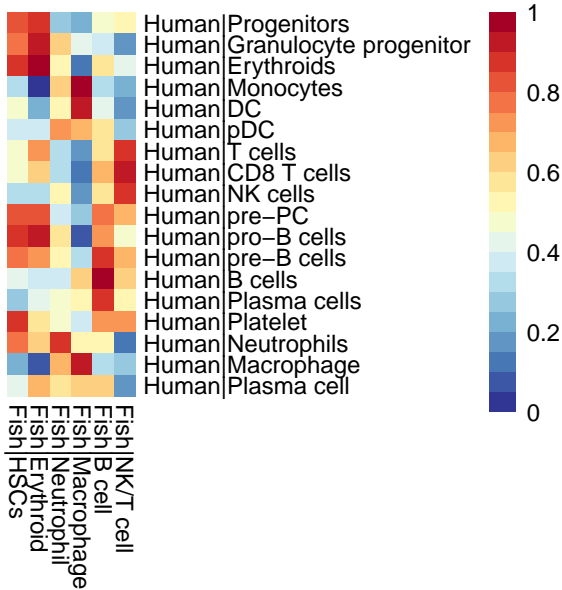 Human|Progenitors
Human|Granulocyte progenitor
Human|Erythroids
Human|Monocytes
Human|DC
Human|pDC
Human|T cells
Human|CD8 T cells
Human|NK cells
Human|pre−PC
Human|pro−B cells
Human|pre−B cells
Human|B cells
Human|Plasma cells
Human|Platelet
Human|Neutrophils
Human|Macrophage
Human|Plasma cell
Fish|HSCs
Fish|Erythroid
Fish|Neutrophil
Fish|Macrophage
Fish|B cell
Fish|NK/T cell
1
0.8
0.6
0.4
0.2
0